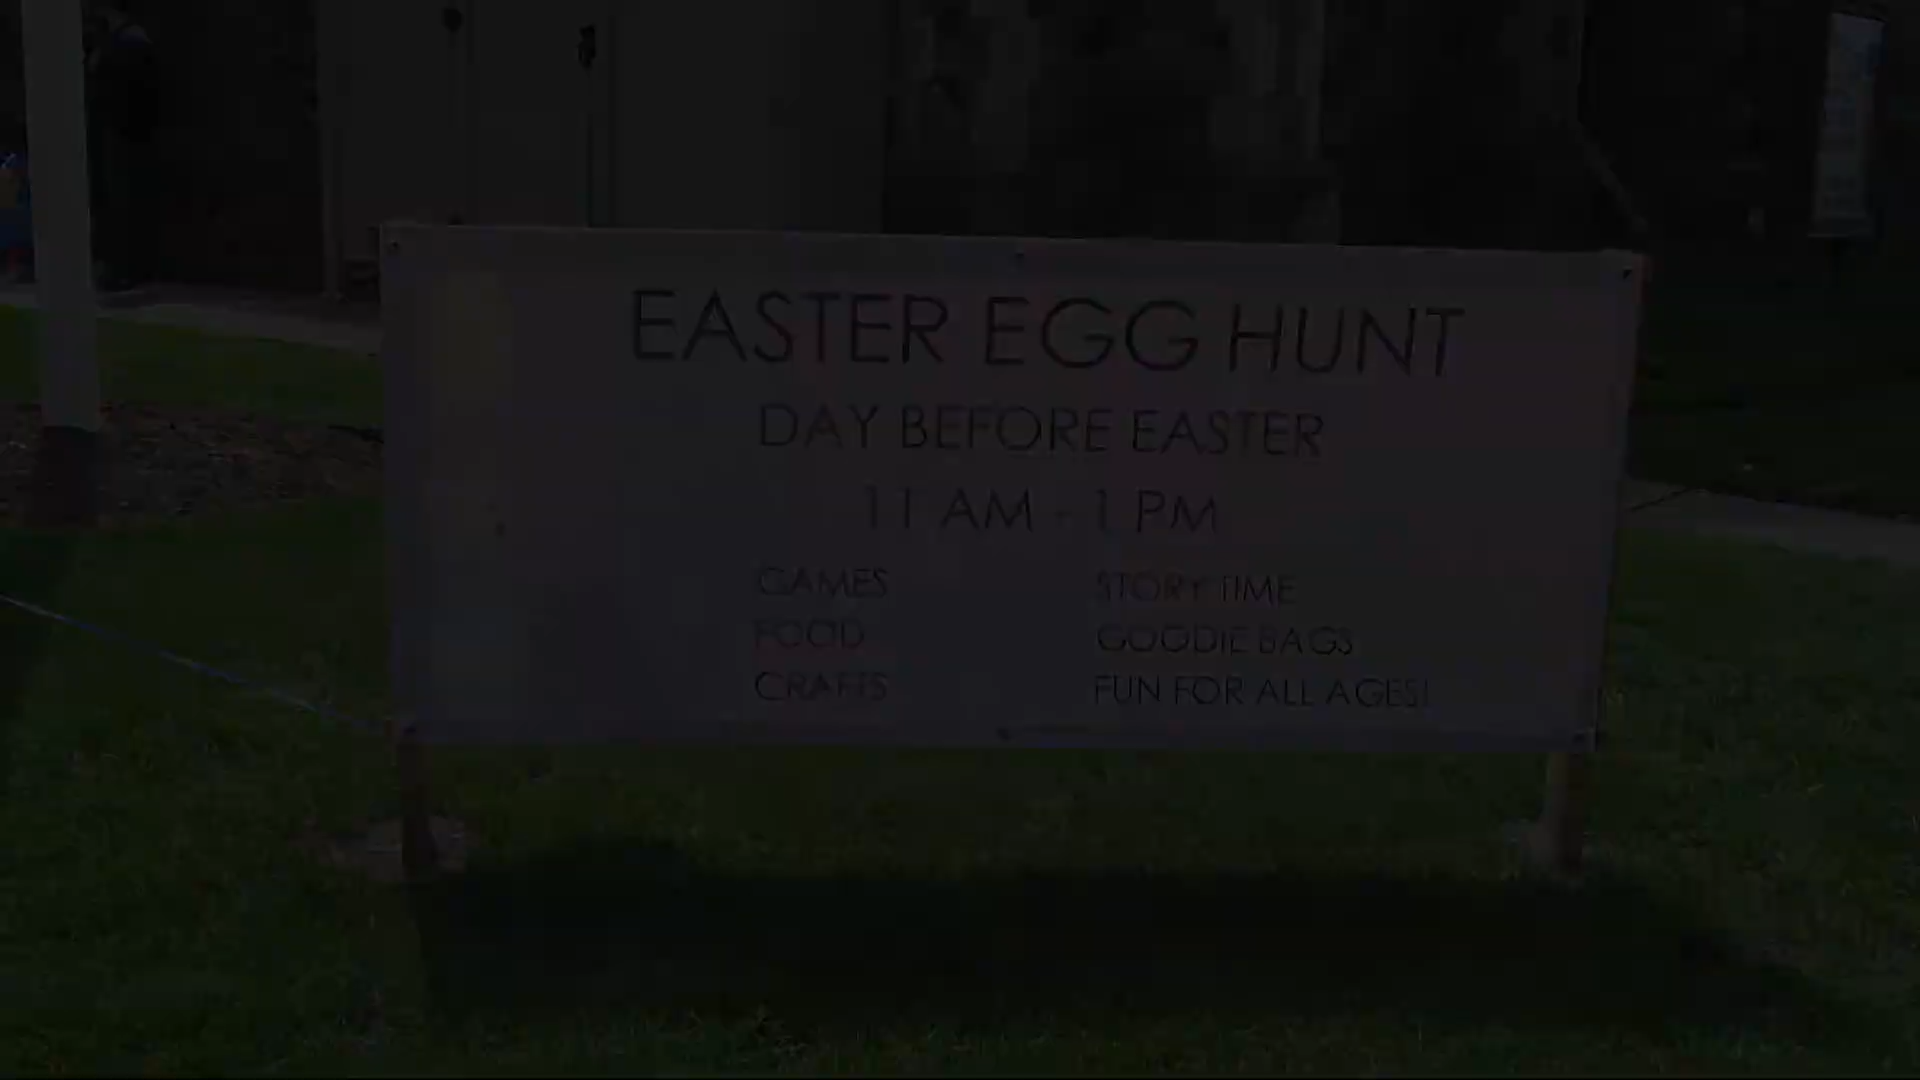 EASTER EGG HUNT
DAY BEFORE EASTER
11 AM - 1 PM
GAMES STORY TIME
FOOD GOODIE BAGS
CRAFTS FUN FOR ALL AGES!